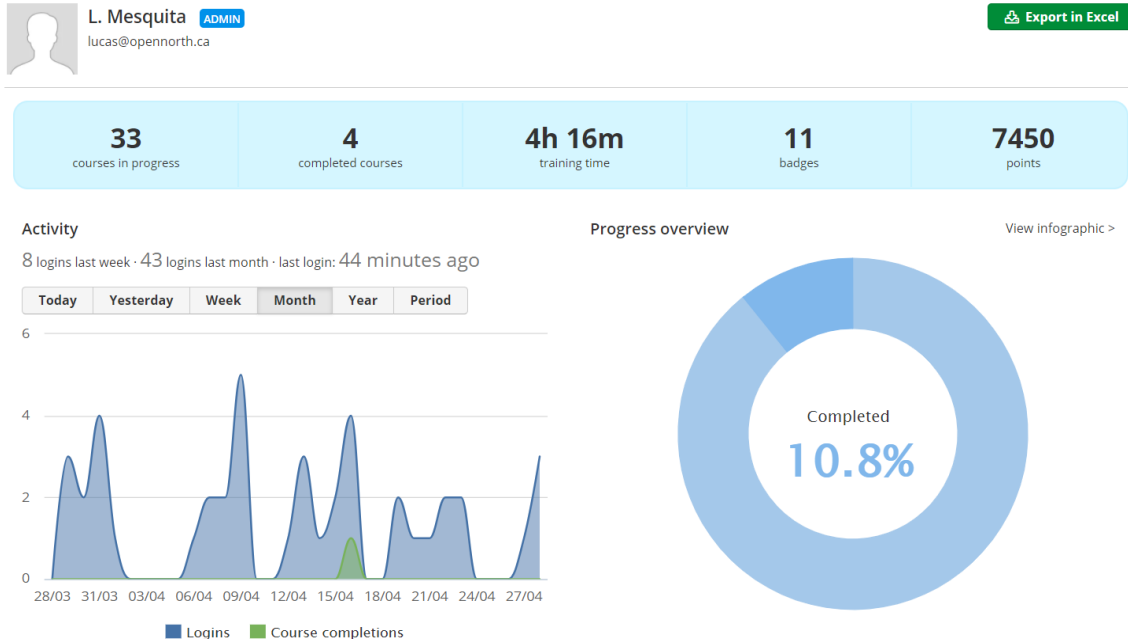 L. Mesquita ADMIN
lucas@opennorth.ca
Export in Excel
33
courses in progress
4
completed courses
4h 16m
training time
11
badges
7450
points
Activity
8 logins last week · 43 logins last month · last login: 44 minutes ago
Today Yesterday Week Month Year Period
6
4
2
0
28/03 31/03 03/04 06/04 09/04 12/04 15/04 18/04 21/04 24/04 27/04
Logins Course completions
Progress overview
View infographic >
Completed
10.8%